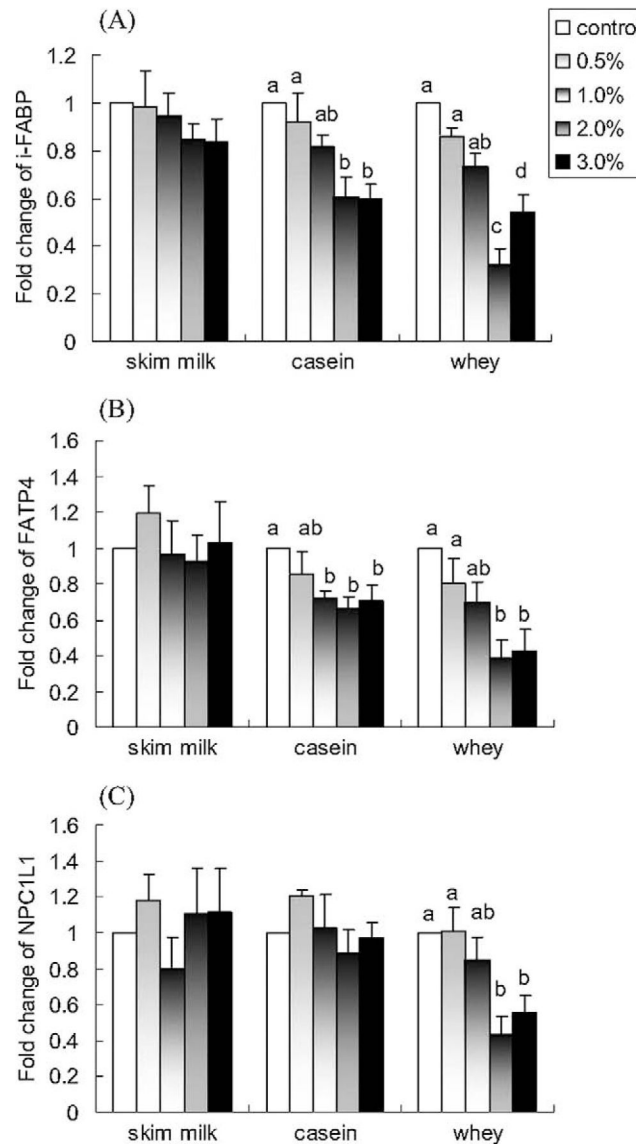 (A)
contro
0.5%
1.0%
2.0%
3.0%
Fold change of i-FABP
1.2
1
0.8
0.6
0.4
0.2
0
a a ab b b
a a ab c d
skim milk casein whey
(B)
Fold change of FATP4
1.6
1.4
1.2
1
0.8
0.6
0.4
0.2
0
a ab b b b
a a ab b b
skim milk casein whey
(C)
Fold change of NPC1L1
1.6
1.4
1.2
1
0.8
0.6
0.4
0.2
0
a a ab b b
skim milk casein whey